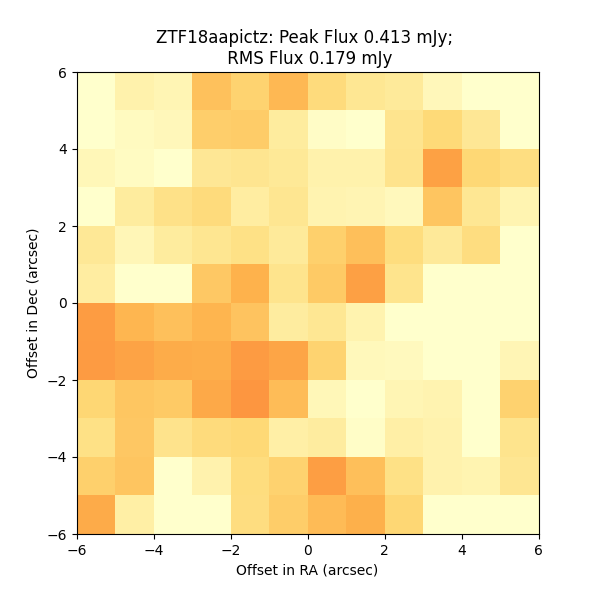 ZTF18aapictz: Peak Flux 0.413 mJy;
RMS Flux 0.179 mJy
6
4
2
0
−2
−4
−6
Offset in Dec (arcsec)
−6 −4 −2 0 2 4 6
Offset in RA (arcsec)